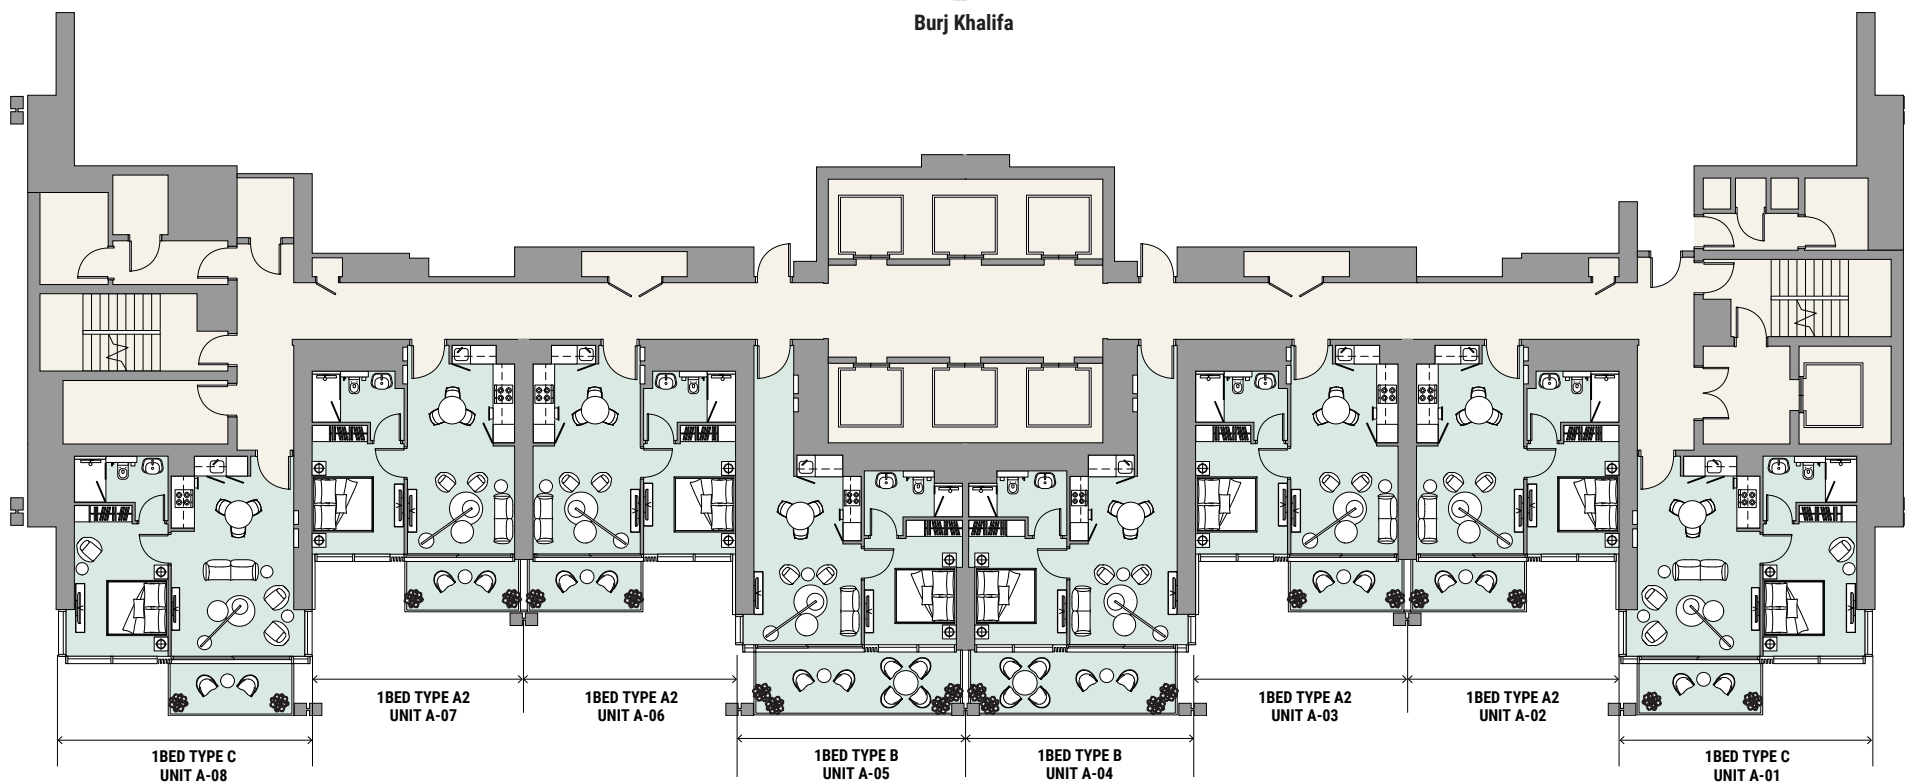 Burj Khalifa
1BED TYPE A2
UNIT A-07
1BED TYPE A2
UNIT A-06
1BED TYPE A2
UNIT A-03
1BED TYPE A2
UNIT A-02
1BED TYPE C
UNIT A-08
1BED TYPE B
UNIT A-05
1BED TYPE B
UNIT A-04
1BED TYPE C
UNIT A-01